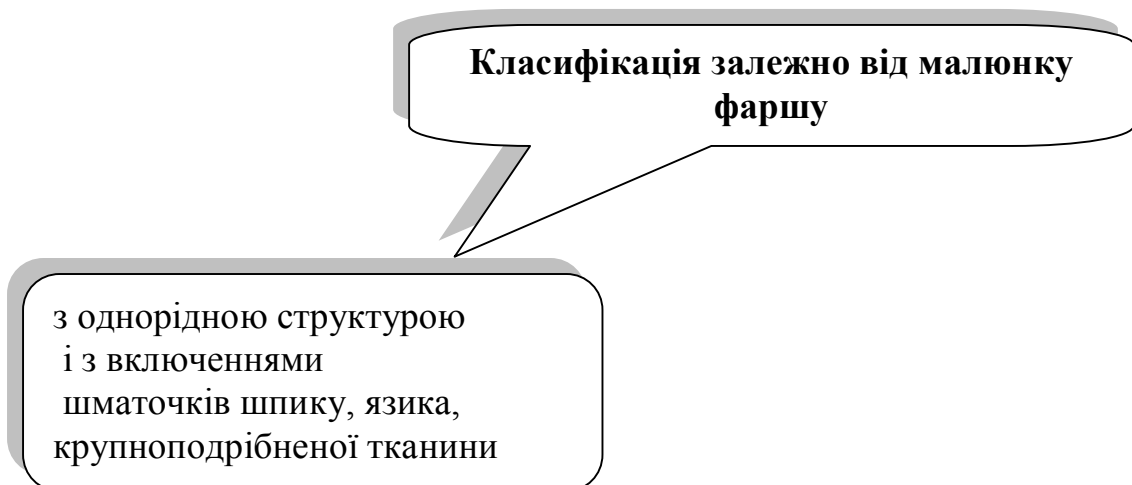 Класифікація залежно від малюнку
фаршу
з однорідною структурою
і з включеннями
шматочків шпику, язика,
крупноподрібненої тканини